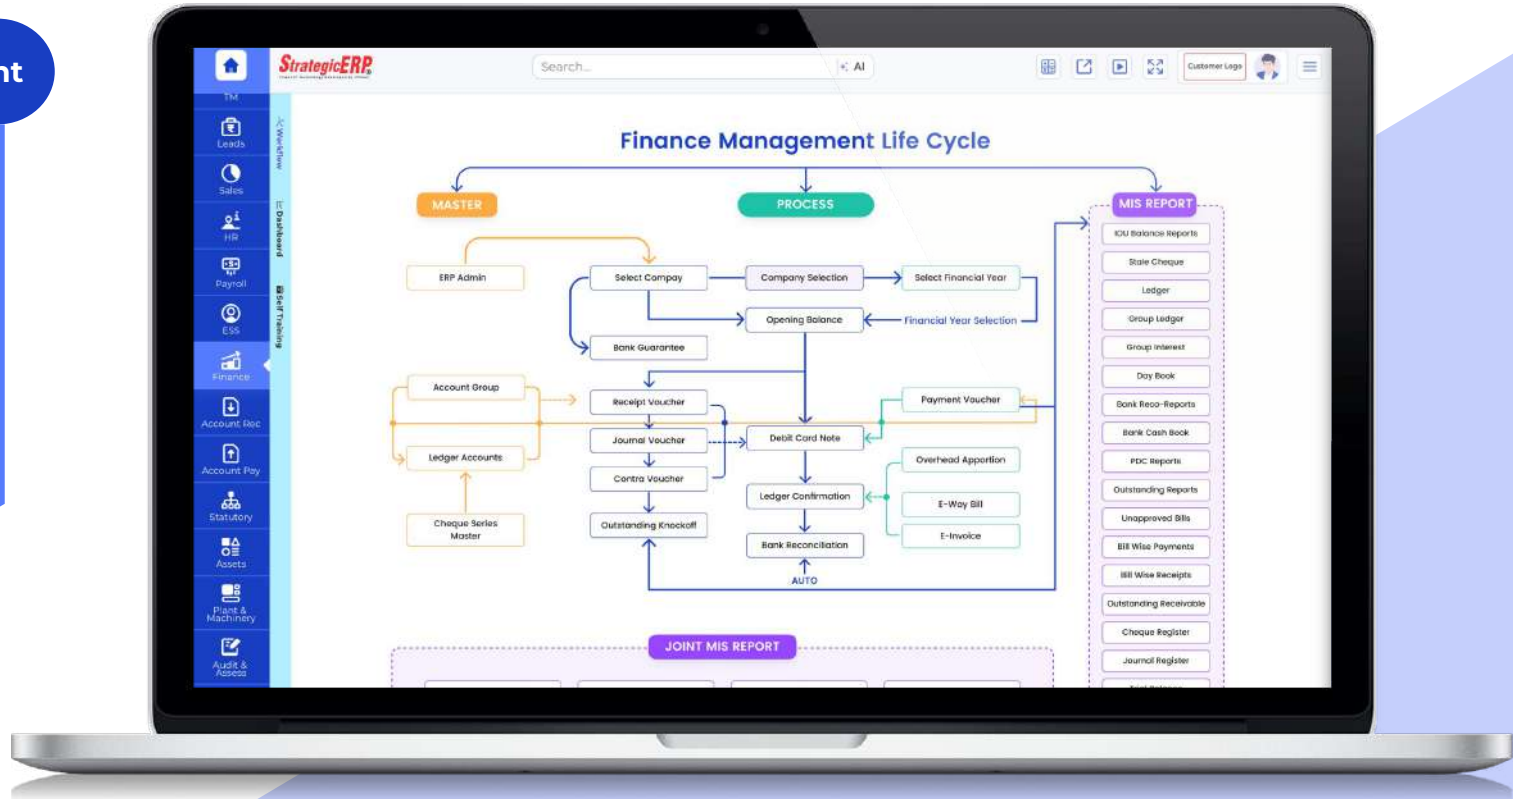 nt
StrategicERP
Search...
AI
Customer Logo
TM
Leads
Sales
HR
Payroll
ESS
Finance
Account Rec
Account Pay
Statutory
Assets
Plant &
Machinery
Audit &
Assess
Workflow
Dashboard
Self Training
Finance Management Life Cycle
MASTER
PROCESS
MIS REPORT
ERP Admin
Select Compay
Company Selection
Select Financial Year
Opening Balance
Financial Year Selection
Bank Guarantee
Account Group
Receipt Voucher
Payment Voucher
Journal Voucher
Debit Card Note
Ledger Accounts
Contra Voucher
Overhead Apportion
Ledger Confirmation
E-Way Bill
Cheque Series
Master
Outstanding Knockoff
E-Invoice
Bank Reconciliation
AUTO
IOU Balance Reports
Stale Cheque
Ledger
Group Ledger
Group Interest
Day Book
Bank Reco-Reports
Bank Cash Book
PDC Reports
Outstanding Reports
Unapproved Bills
Bill Wise Payments
Bill Wise Receipts
Outstanding Receivable
Cheque Register
Journal Register
JOINT MIS REPORT